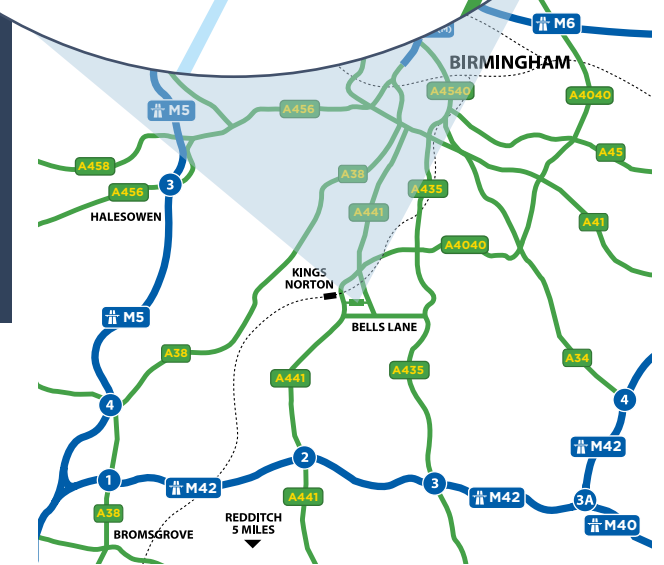 (M)
M6
BIRMINGHAM
A4540
A4040
M5
A456
A45
A458
A38
A435
3
A456
A441
HALESOWEN
A41
A4040
KINGS
NORTON
M5
BELLS LANE
A38
A34
A435
A441
4
4
2
M42
1
3
M42
A441
M42
3A
A38
REDDITCH
5 MILES
M40
BROMSGROVE